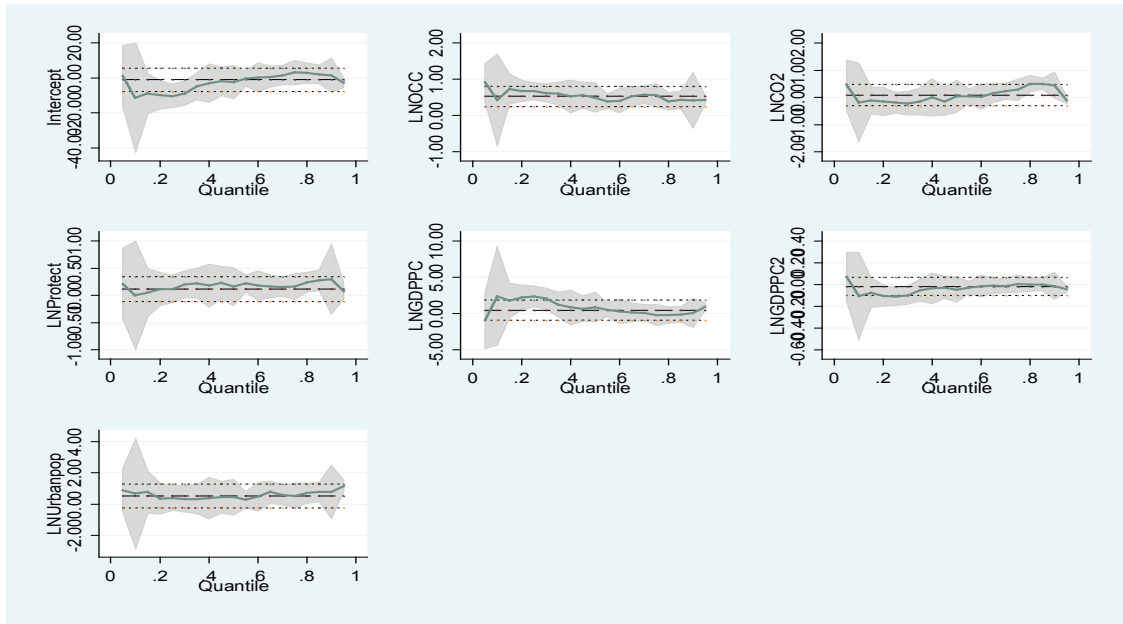 Intercept
-40.00 -20.00 0.00 20.00
0 .2 .4 .6 .8 1
Quantile
LNOCC
-1.00 0.00 1.00 2.00
0 .2 .4 .6 .8 1
Quantile
LNCO2
-2.00 -1.00 0.00 1.00 2.00
0 .2 .4 .6 .8 1
Quantile
LNProtect
-1.00 -0.50 0.00 0.50 1.00
0 .2 .4 .6 .8 1
Quantile
LNGDPPC
-5.00 0.00 5.00 10.00
0 .2 .4 .6 .8 1
Quantile
LNGDPPC2
-0.60 -0.40 -0.20 0.00 0.20 0.40
0 .2 .4 .6 .8 1
Quantile
LNUrbanpop
-2.00 0.00 2.00 4.00
0 .2 .4 .6 .8 1
Quantile